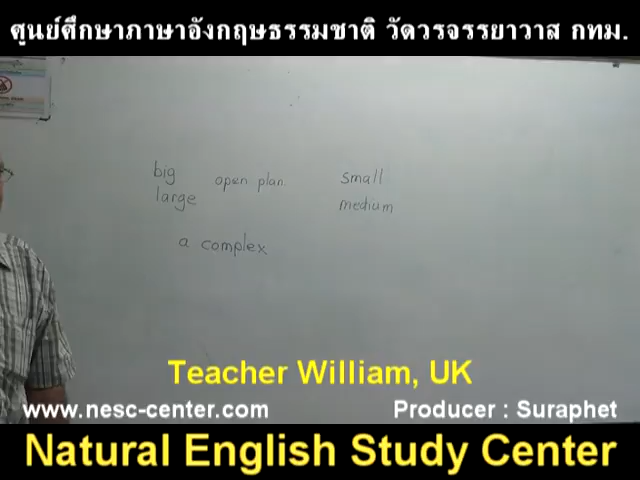 ศูนย์ศึกษาภาษาอังกฤษธรรมชาติ วัดวรจรรยาวาส กทม.
big open plan. small
large medium
a complex
Teacher William, UK
www.nesc-center.com Producer : Suraphet
Natural English Study Center